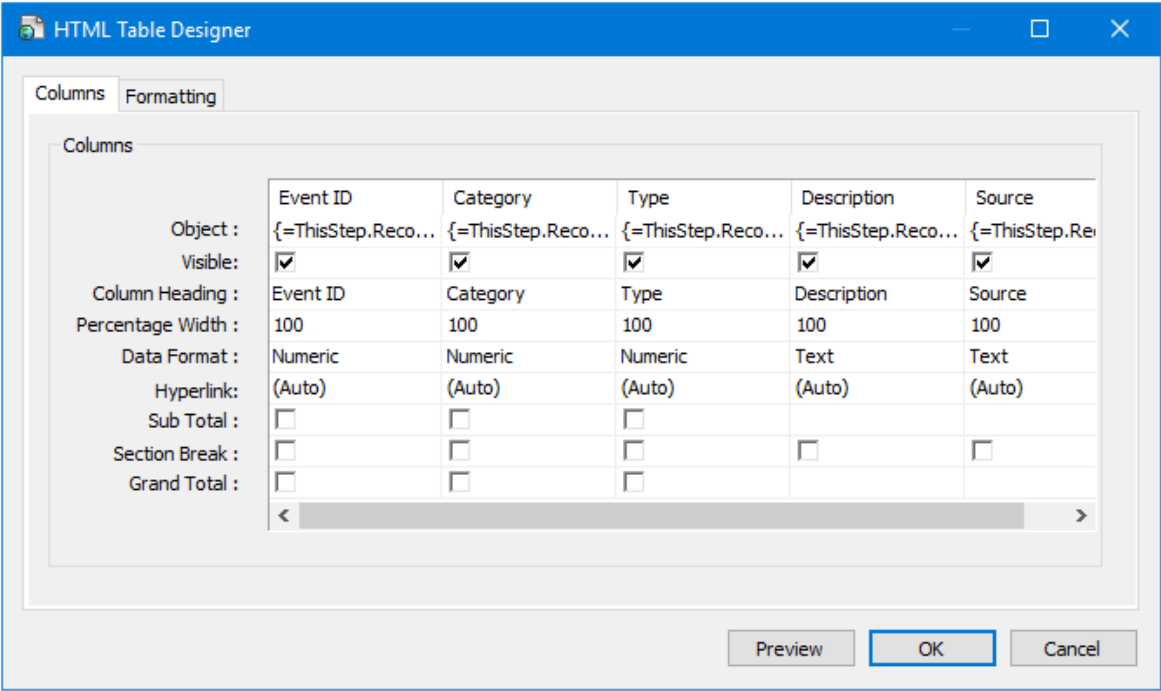 HTML Table Designer
Columns Formatting
Columns
Event ID Category Type Description Source
Object : {=ThisStep.Reco... {=ThisStep.Reco... {=ThisStep.Reco... {=ThisStep.Reco... {=ThisStep.Re
Visible:
Column Heading : Event ID Category Type Description Source
Percentage Width : 100 100 100 100 100
Data Format : Numeric Numeric Numeric Text Text
Hyperlink: (Auto) (Auto) (Auto) (Auto) (Auto)
Sub Total :
Section Break :
Grand Total :
Preview OK Cancel